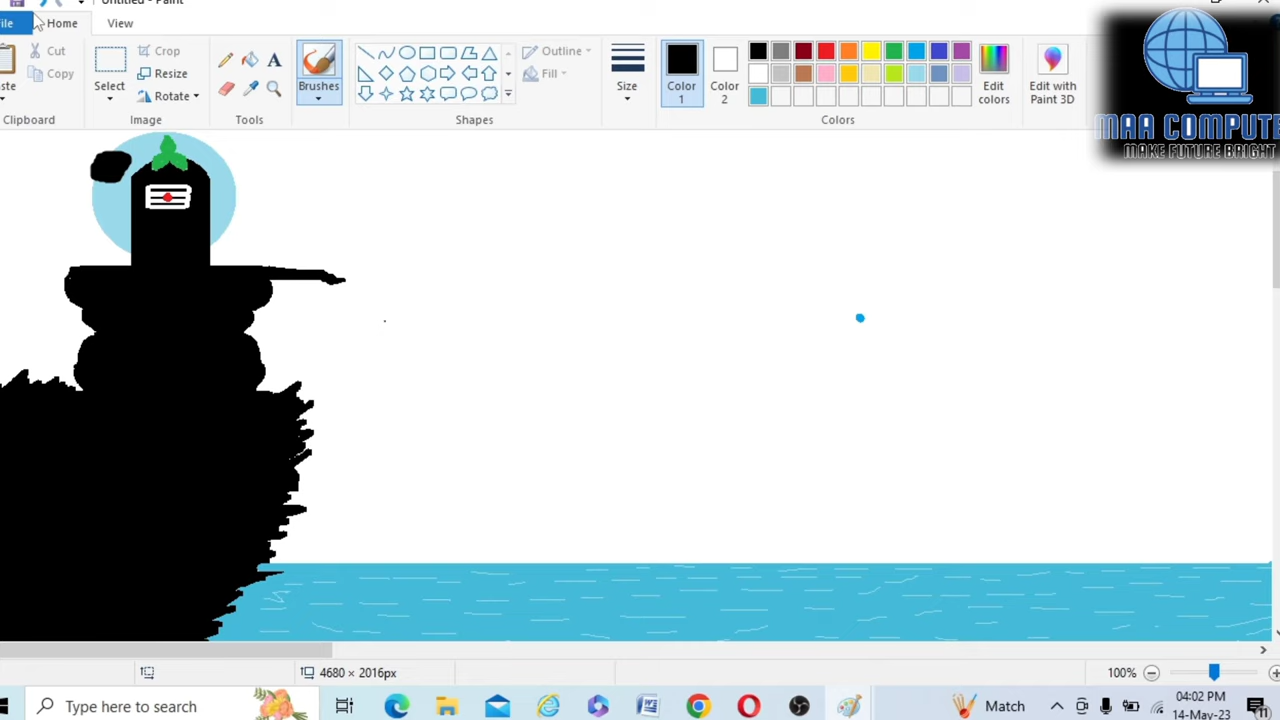 Untitled - Paint
File
Home
View
Cut
Copy
Clipboard
Select
Crop
Resize
Rotate
Image
Tools
Brushes
Shapes
Outline
Fill
Size
Color
1
Color
2
Edit
colors
Colors
Edit with
Paint 3D
MAA COMPUTE
MAKE FUTURE BRIGHT
4680 × 2016px
100%
Type here to search
Match
04:02 PM
14-May-23
11